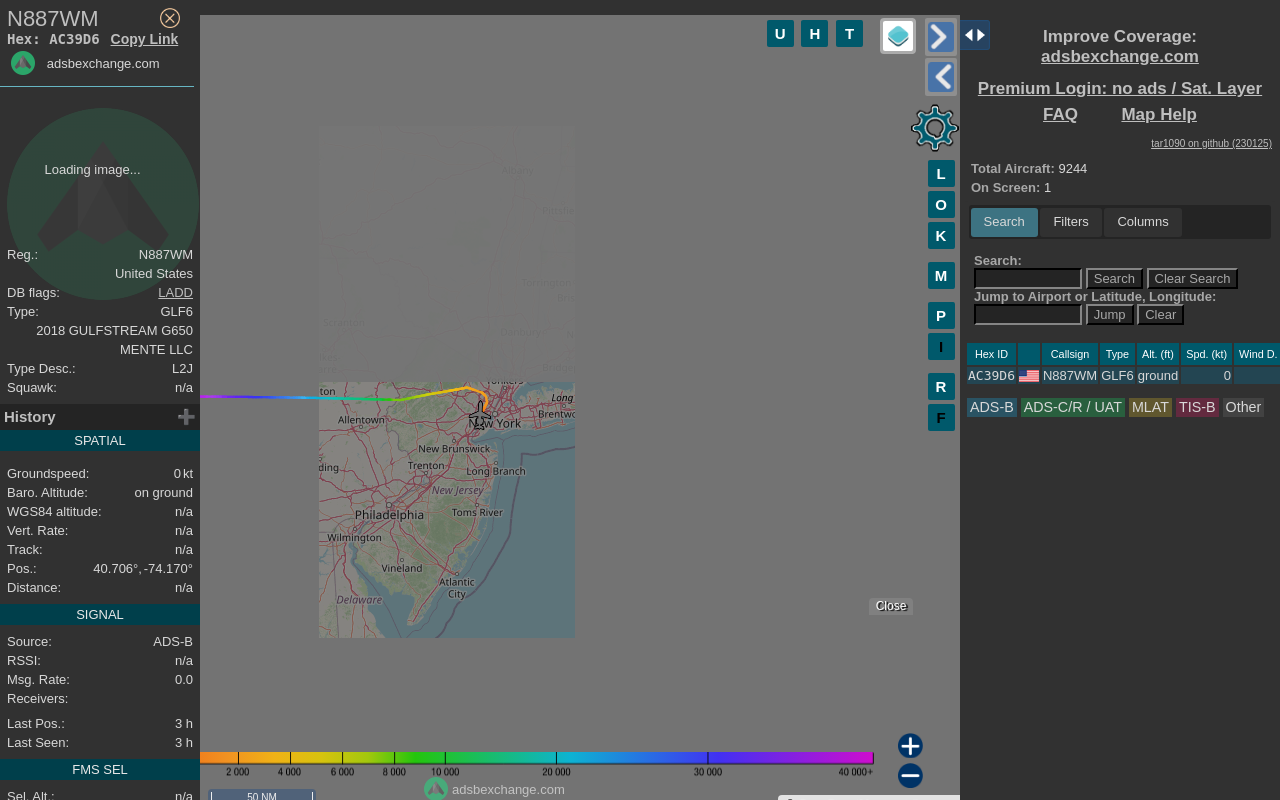 N887WM
Hex: AC39D6 Copy Link
adsbexchange.com
Loading image...
Reg.: N887WM
United States
DB flags: LADD
Type: GLF6
2018 GULFSTREAM G650
MENTE LLC
Type Desc.: L2J
Squawk: n/a
History
SPATIAL
Groundspeed: 0 kt
Baro. Altitude: on ground
WGS84 altitude: n/a
Vert. Rate: n/a
Track: n/a
Pos.: 40.706°, -74.170°
Distance: n/a
SIGNAL
Source: ADS-B
RSSI: n/a
Msg. Rate: 0.0
Receivers:
Last Pos.: 3 h
Last Seen: 3 h
FMS SEL
Sel. Alt.: n/a
U H T
L
O
K
M
P
I
R
F
Albany
Torrington
Scranton
Danbury
ton
Yonkers
Long
Allentown
New York
Brentwo
New Brunswick
ding
Trenton
Long Branch
New Jersey
Philadelphia
Toms River
Wilmington
Vineland
Atlantic
City
Delaware
Close
2 000 4 000 6 000 8 000 10 000 20 000 30 000 40 000+
adsbexchange.com
50 NM
Improve Coverage:
adsbexchange.com
Premium Login: no ads / Sat. Layer
FAQ Map Help
tar1090 on github (230125)
Total Aircraft: 9244
On Screen: 1
Search Filters Columns
Search:
Search Clear Search
Jump to Airport or Latitude, Longitude:
Jump Clear
Hex ID Callsign Type Alt. (ft) Spd. (kt) Wind D.
AC39D6 N887WM GLF6 ground 0
ADS-B ADS-C/R / UAT MLAT TIS-B Other